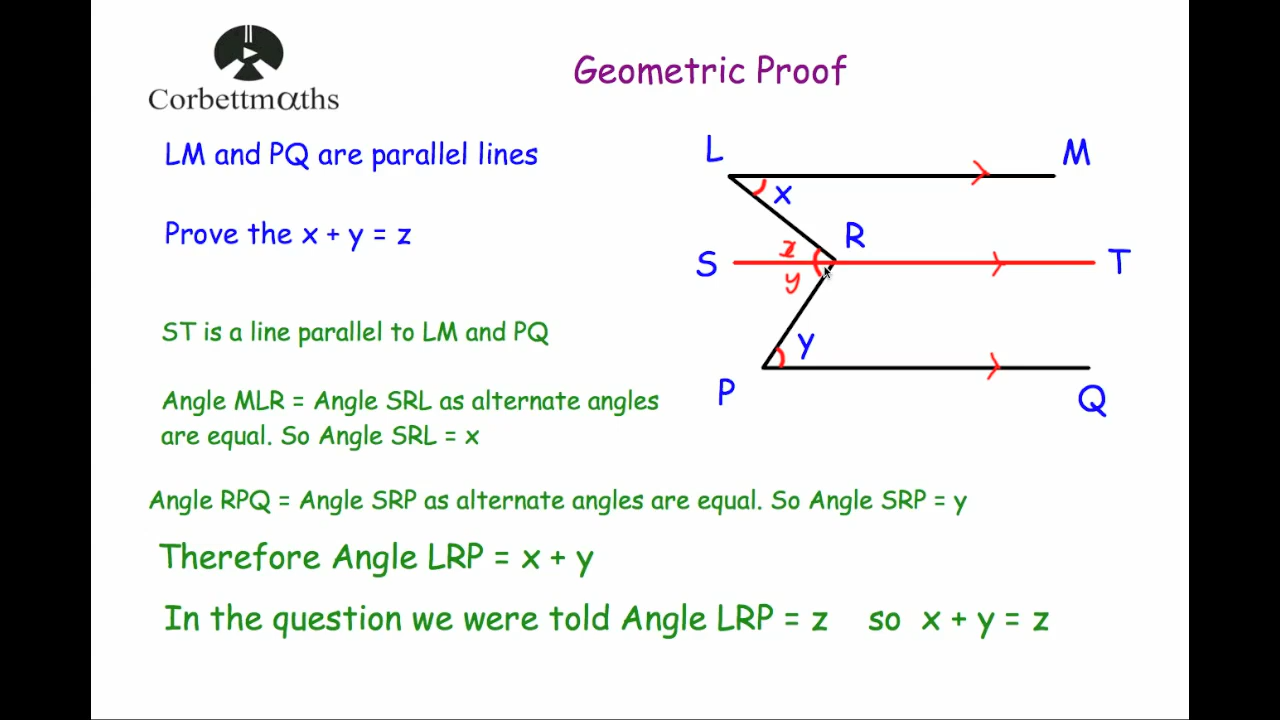 Corbettmαths
Geometric Proof
LM and PQ are parallel lines
Prove the x + y = z
L
M
x
R
S
x
y
T
y
P
Q
ST is a line parallel to LM and PQ
Angle MLR = Angle SRL as alternate angles
are equal. So Angle SRL = x
Angle RPQ = Angle SRP as alternate angles are equal. So Angle SRP = y
Therefore Angle LRP = x + y
In the question we were told Angle LRP = z so x + y = z